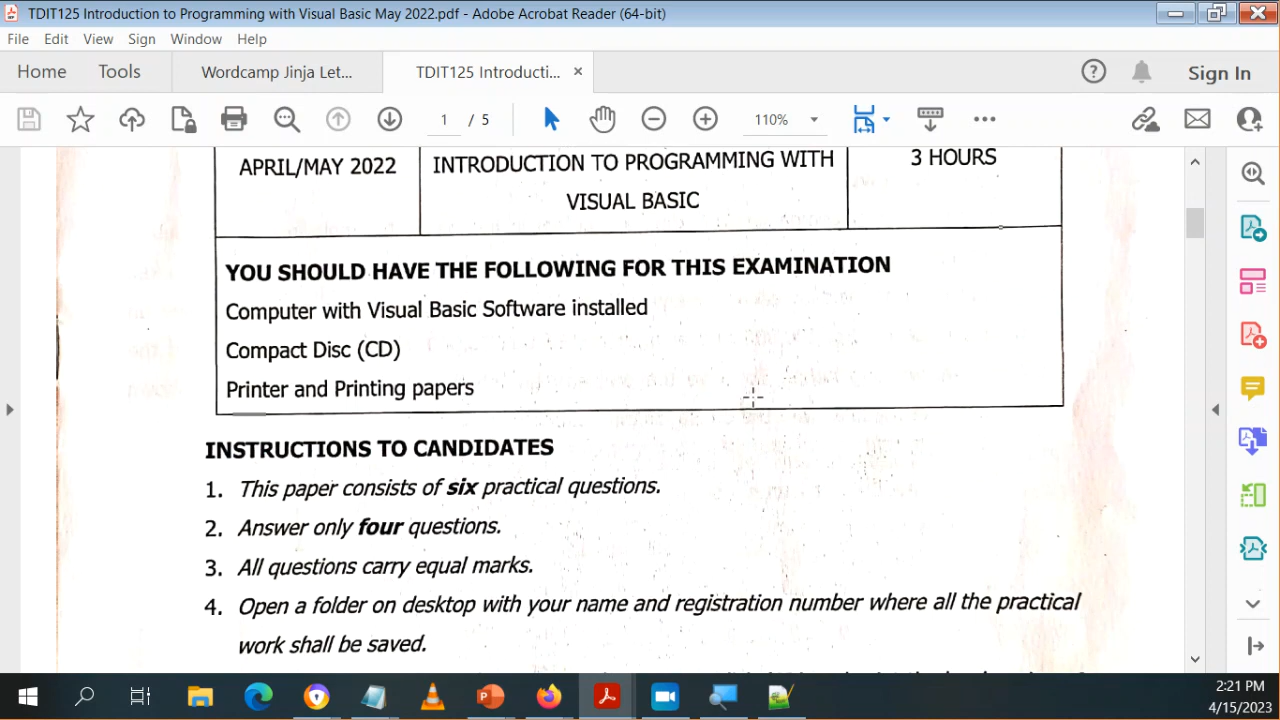 TDIT125 Introduction to Programming with Visual Basic May 2022.pdf - Adobe Acrobat Reader (64-bit)
File Edit View Sign Window Help
Home Tools Wordcamp Jinja Let... TDIT125 Introducti... × Sign In
1 / 5 110%
APRIL/MAY 2022
INTRODUCTION TO PROGRAMMING WITH
VISUAL BASIC
3 HOURS
YOU SHOULD HAVE THE FOLLOWING FOR THIS EXAMINATION
Computer with Visual Basic Software installed
Compact Disc (CD)
Printer and Printing papers
INSTRUCTIONS TO CANDIDATES
1. This paper consists of six practical questions.
2. Answer only four questions.
3. All questions carry equal marks.
4. Open a folder on desktop with your name and registration number where all the practical
work shall be saved.
2:21 PM
4/15/2023